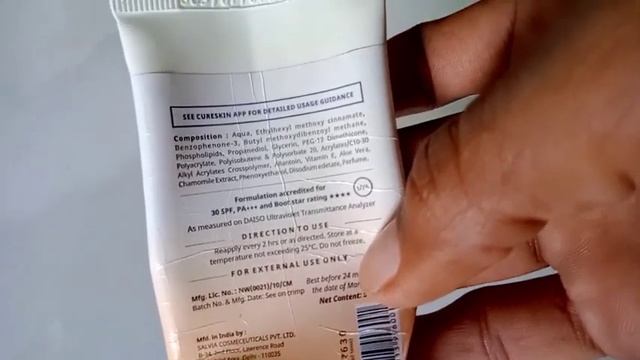 SEE CURESKIN APP FOR DETAILED USAGE GUIDANCE
Composition : Aqua, Ethylhexyl methoxy cinnamate,
Benzophenone-3, Butyl methoxydibenzoyl methane,
Phospholipids, Propanediol, Glycerin, PEG-12 Dimethicone,
Polyacrylate, Polyisobutene & Polysorbate 20, Acrylates/C10-30
Alkyl Acrylates Crosspolymer, Allantoin, Vitamin E, Aloe Vera,
Chamomile Extract, Phenoxyethanol, Disodium edetate, Perfume.
Formulation accredited for
30 SPF, PA+++ and Boot star rating ★★★★
As measured on DAISO Ultraviolet Transmittance Analyzer
DIRECTION TO USE
Reapply every 2 hrs or as directed. Store at a
temperature not exceeding 25°C. Do not freeze.
FOR EXTERNAL USE ONLY
Mfg. Lic. No. : NW(0021)/10/CM
Batch No. & Mfg. Date: See on trimp
Best before 24 m
the date of Man
Net Content:
Mfd. in India by :
SALVIA COSMECEUTICALS PVT. LTD.
Lawrence Road
Delhi - 110035